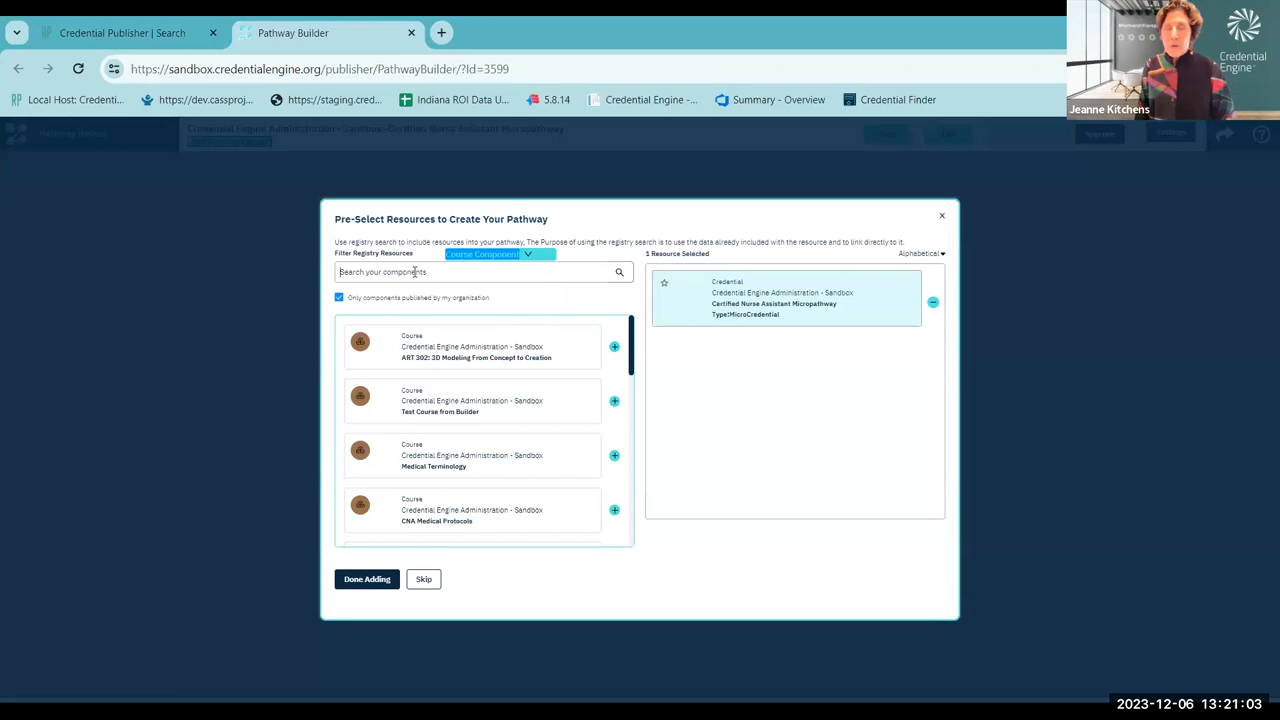 Credential Publisher | Search
Pathway Builder
https://sandbox.credentialengine.org/publisher/PathwayBuilder/?Id=3599
Local Host: Credenti...
https://dev.cassproj...
https://staging.cred...
Indiana ROI Data U...
5.8.14
Credential Engine -...
Summary - Overview
Credential Finder
Credential
Engine
Jeanne Kitchens
Credential Engine Administration - Sandbox-Certified Nurse Assistant Micropathway
Pre-Select Resources to Create Your Pathway
Use registry search to include resources into your pathway, The Purpose of using the registry search is to use the data already included with the resource and to link directly to it.
Filter Registry Resources
Course Component
1 Resource Selected
Alphabetical
Search your components
Only components published by my organization
Course
Credential Engine Administration - Sandbox
ART 302: 3D Modeling From Concept to Creation
Course
Credential Engine Administration - Sandbox
Test Course from Builder
Course
Credential Engine Administration - Sandbox
Medical Terminology
Course
Credential Engine Administration - Sandbox
CNA Medical Protocols
Credential
Credential Engine Administration - Sandbox
Certified Nurse Assistant Micropathway
Type:MicroCredential
Done Adding
Skip
2023-12-06 13:21:03